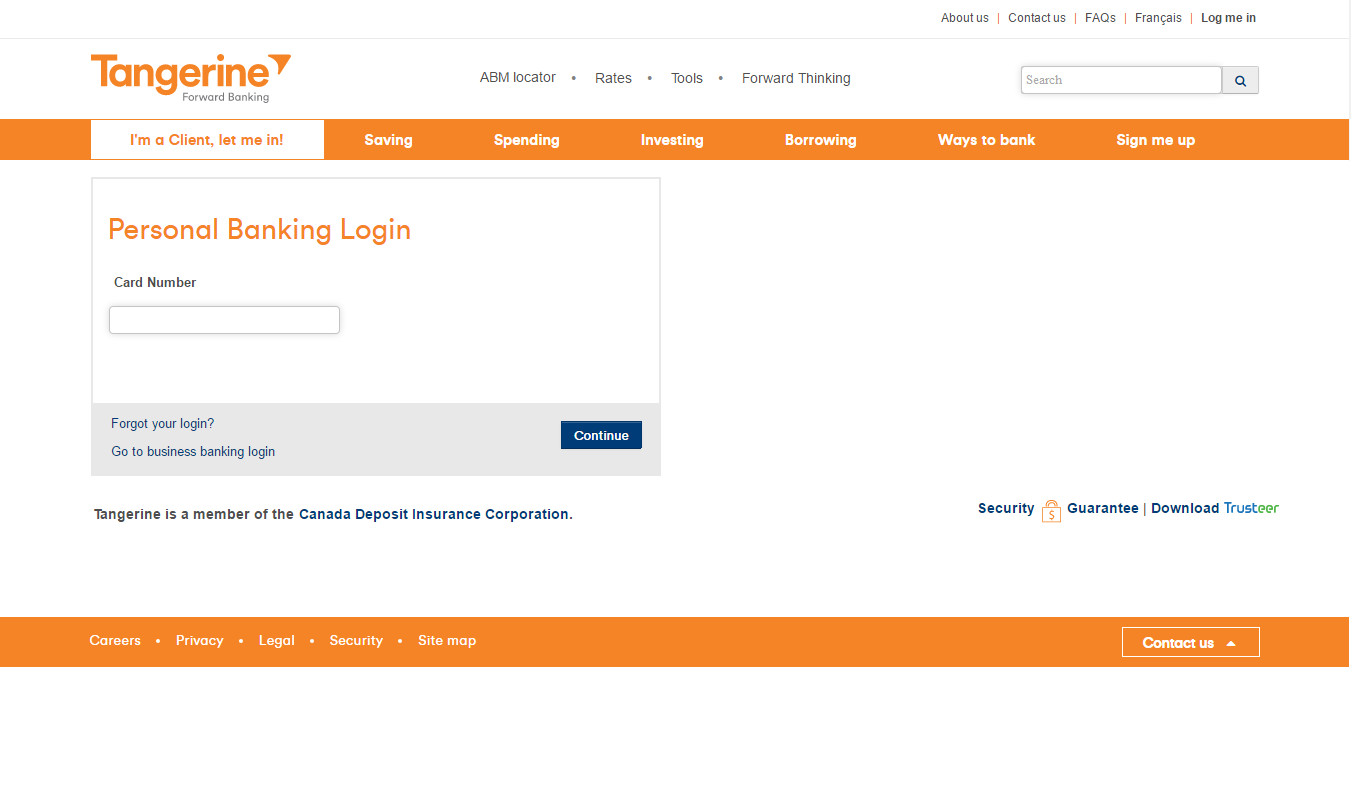 About us | Contact us | FAQs | Français | Log me in
Tangerine
Forward Banking
ABM locator • Rates • Tools • Forward Thinking
Search
I'm a Client, let me in! Saving Spending Investing Borrowing Ways to bank Sign me up
Personal Banking Login
Card Number
Forgot your login?
Continue
Go to business banking login
Tangerine is a member of the Canada Deposit Insurance Corporation.
Security $ Guarantee | Download Trusteer
Careers • Privacy • Legal • Security • Site map
Contact us